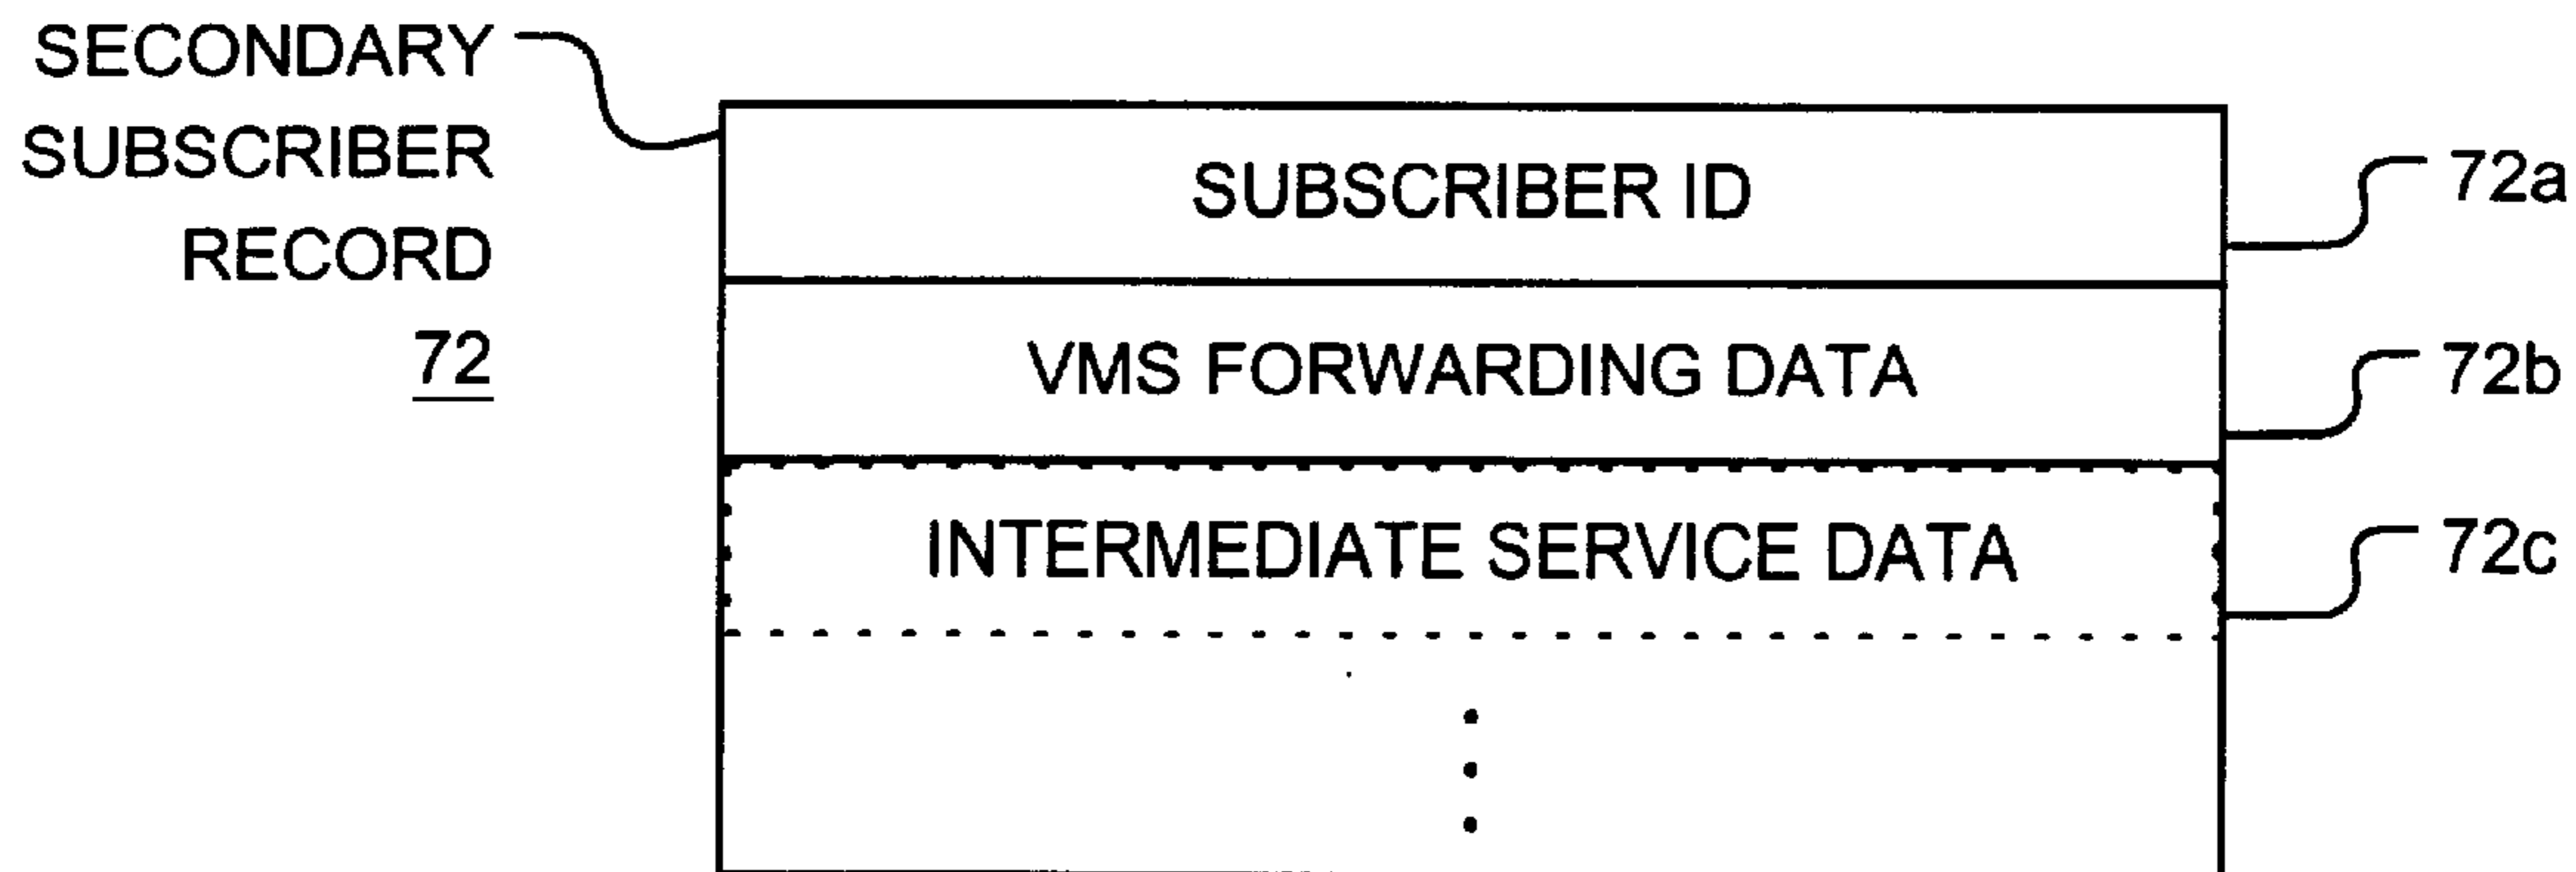 SECONDARY
SUBSCRIBER
RECORD
72
SUBSCRIBER ID
72a
VMS FORWARDING DATA
72b
INTERMEDIATE SERVICE DATA
72c